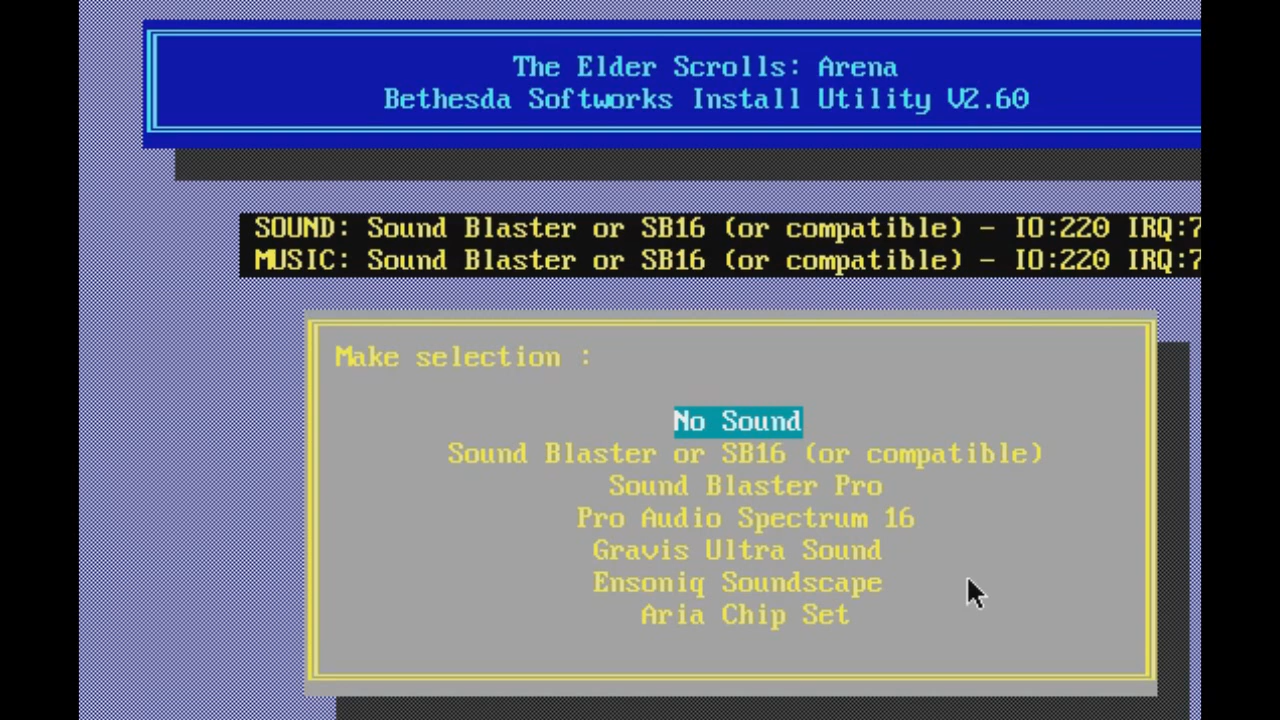 The Elder Scrolls: Arena
Bethesda Softworks Install Utility V2.60
SOUND: Sound Blaster or SB16 (or compatible) - IO:220 IRQ:7
MUSIC: Sound Blaster or SB16 (or compatible) - IO:220 IRQ:7
Make selection :
No Sound
Sound Blaster or SB16 (or compatible)
Sound Blaster Pro
Pro Audio Spectrum 16
Gravis Ultra Sound
Ensoniq Soundscape
Aria Chip Set